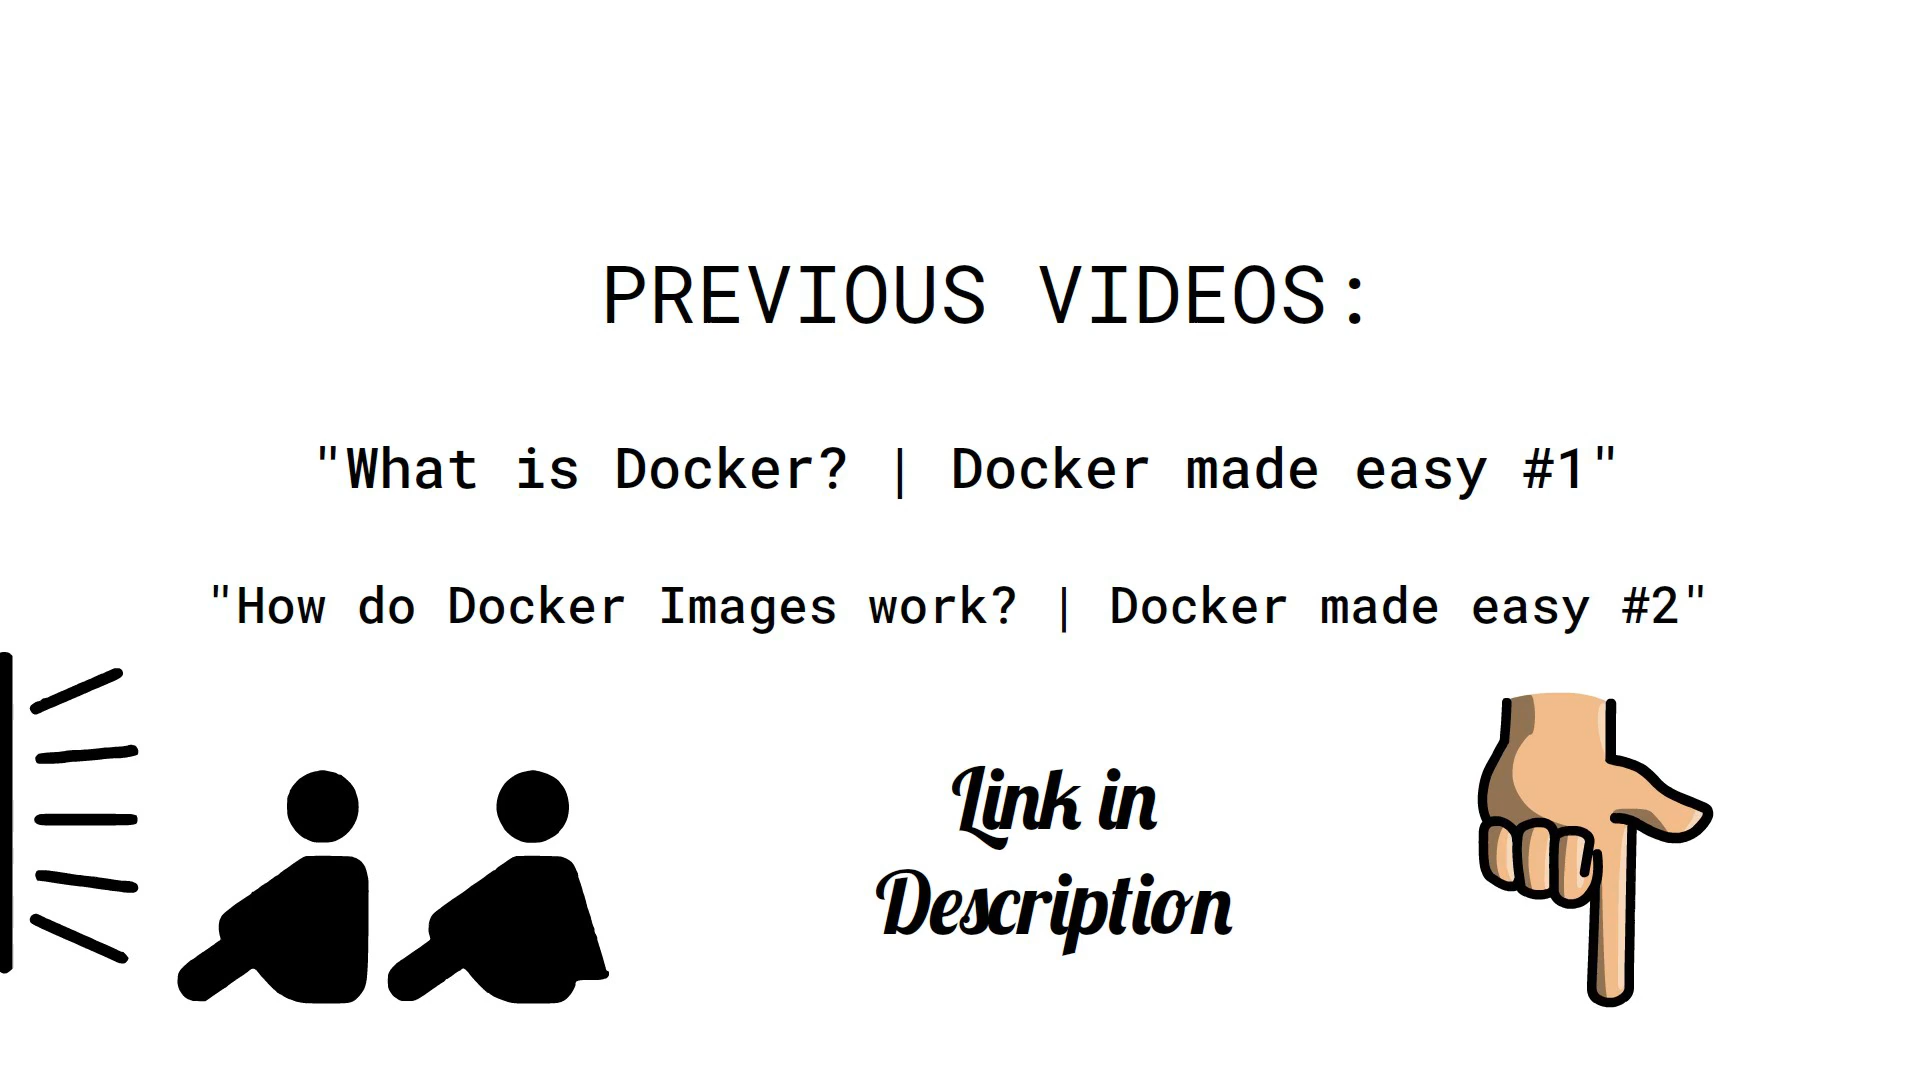 PREVIOUS VIDEOS:
"What is Docker? | Docker made easy #1"
"How do Docker Images work? | Docker made easy #2"
Link in
Description